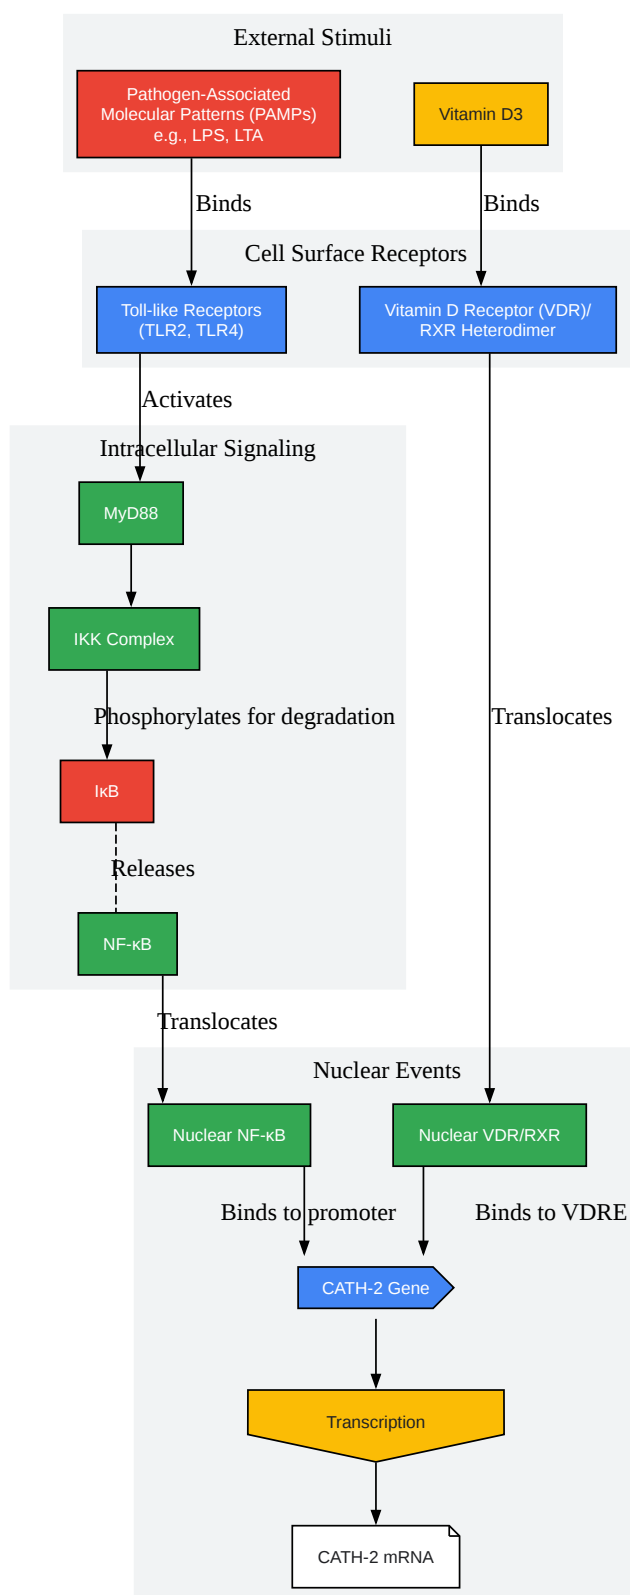 External Stimuli
Pathogen-Associated
Molecular Patterns (PAMPs)
e.g., LPS, LTA
Vitamin D3
Binds
Binds
Cell Surface Receptors
Toll-like Receptors
(TLR2, TLR4)
Vitamin D Receptor (VDR)/
RXR Heterodimer
Activates
Intracellular Signaling
MyD88
IKK Complex
Phosphorylates for degradation
Translocates
IκB
Releases
NF-κB
Translocates
Nuclear Events
Nuclear NF-κB
Nuclear VDR/RXR
Binds to promoter
Binds to VDRE
CATH-2 Gene
Transcription
CATH-2 mRNA